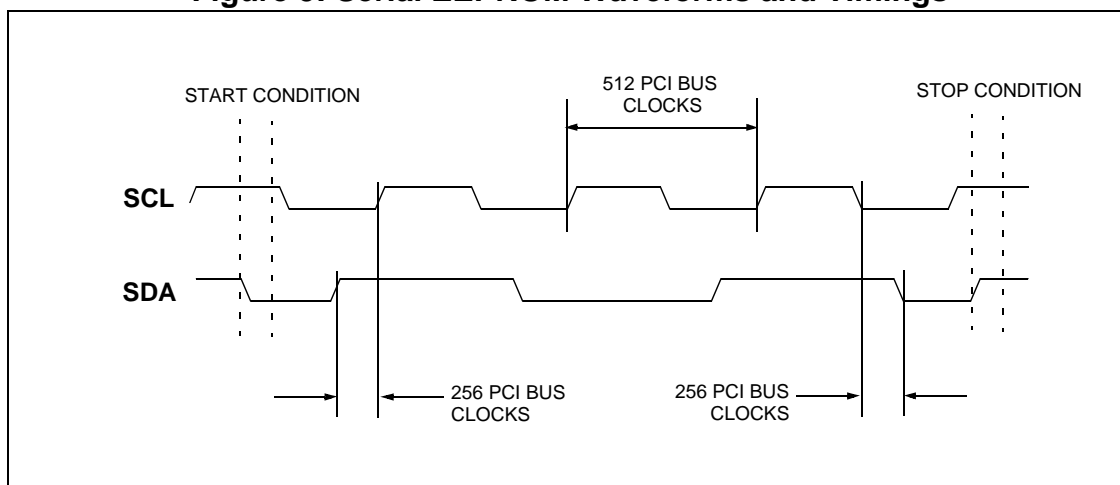 512 PCI BUS
CLOCKS
START CONDITION
STOP CONDITION
SCL
SDA
256 PCI BUS
CLOCKS
256 PCI BUS
CLOCKS